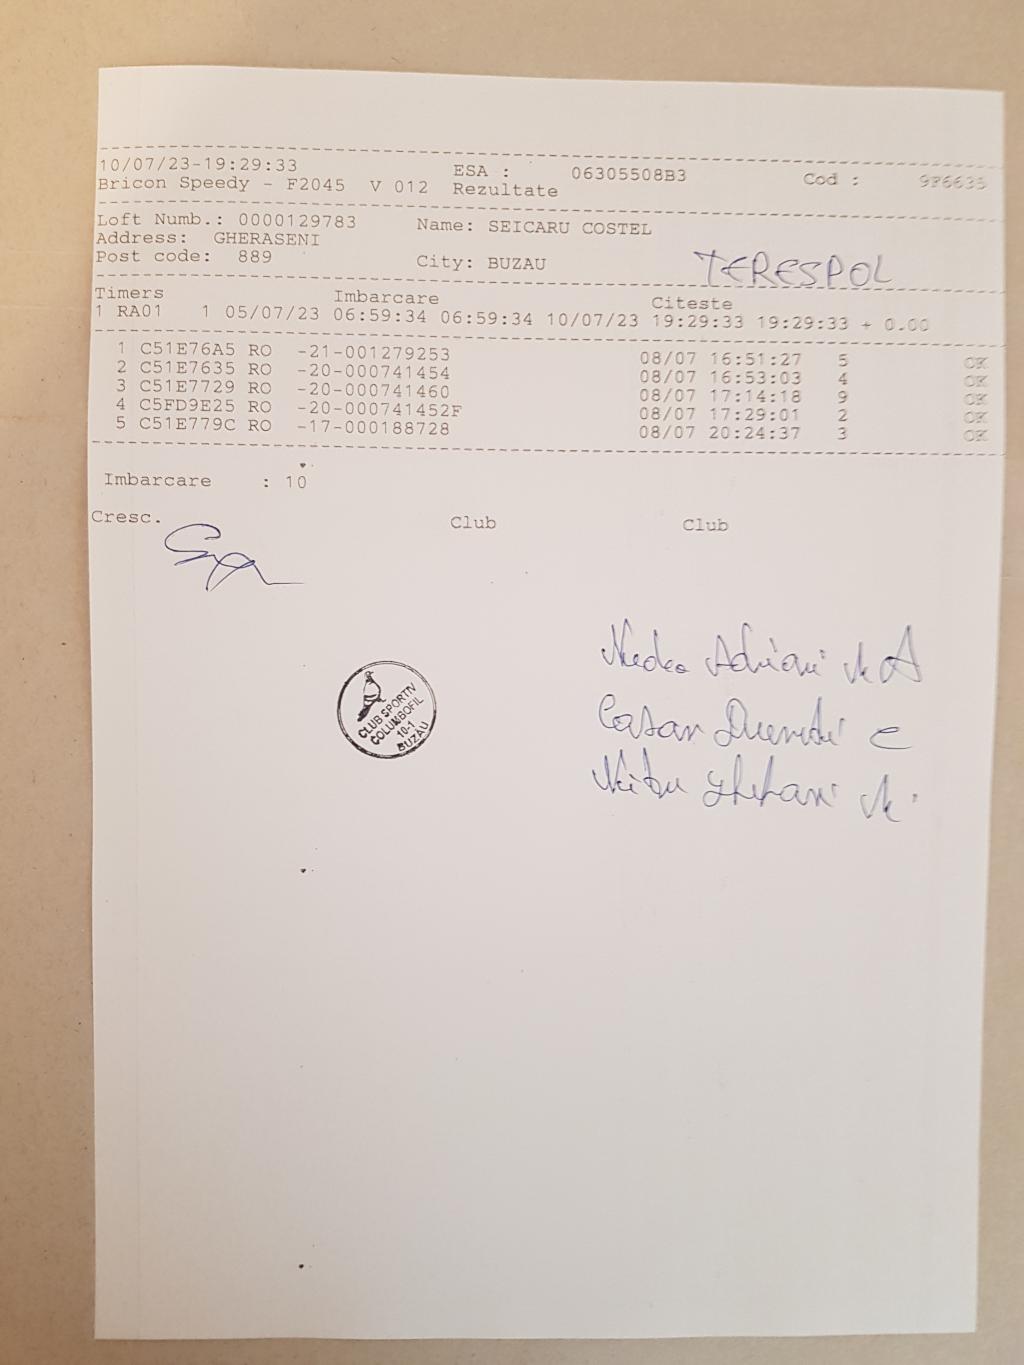 10/07/23-19:29:33 ESA : 06305508B3 Cod :
Bricon Speedy - F2045 V 012 Rezultate
Loft Numb.: 0000129783 Name: SEICARU COSTEL
Address: GHERASENI
Post code: 889 City: BUZAU TERESPOL
Timers Imbarcare Citeste
1 RA01 1 05/07/23 06:59:34 06:59:34 10/07/23 19:29:33 19:29:33 + 0.00
1 C51E76A5 RO -21-001279253 08/07 16:51:27 5 OK
2 C51E7635 RO -20-000741454 08/07 16:53:03 4 OK
3 C51E7729 RO -20-000741460 08/07 17:14:18 9 OK
4 C5FD9E25 RO -20-000741452F 08/07 17:29:01 2 OK
5 C51E779C RO -17-000188728 08/07 20:24:37 3 OK
Imbarcare : 10
Cresc. Club Club
CLUB SPORTIV
COLUMBOFIL
10-1
BUZĂU